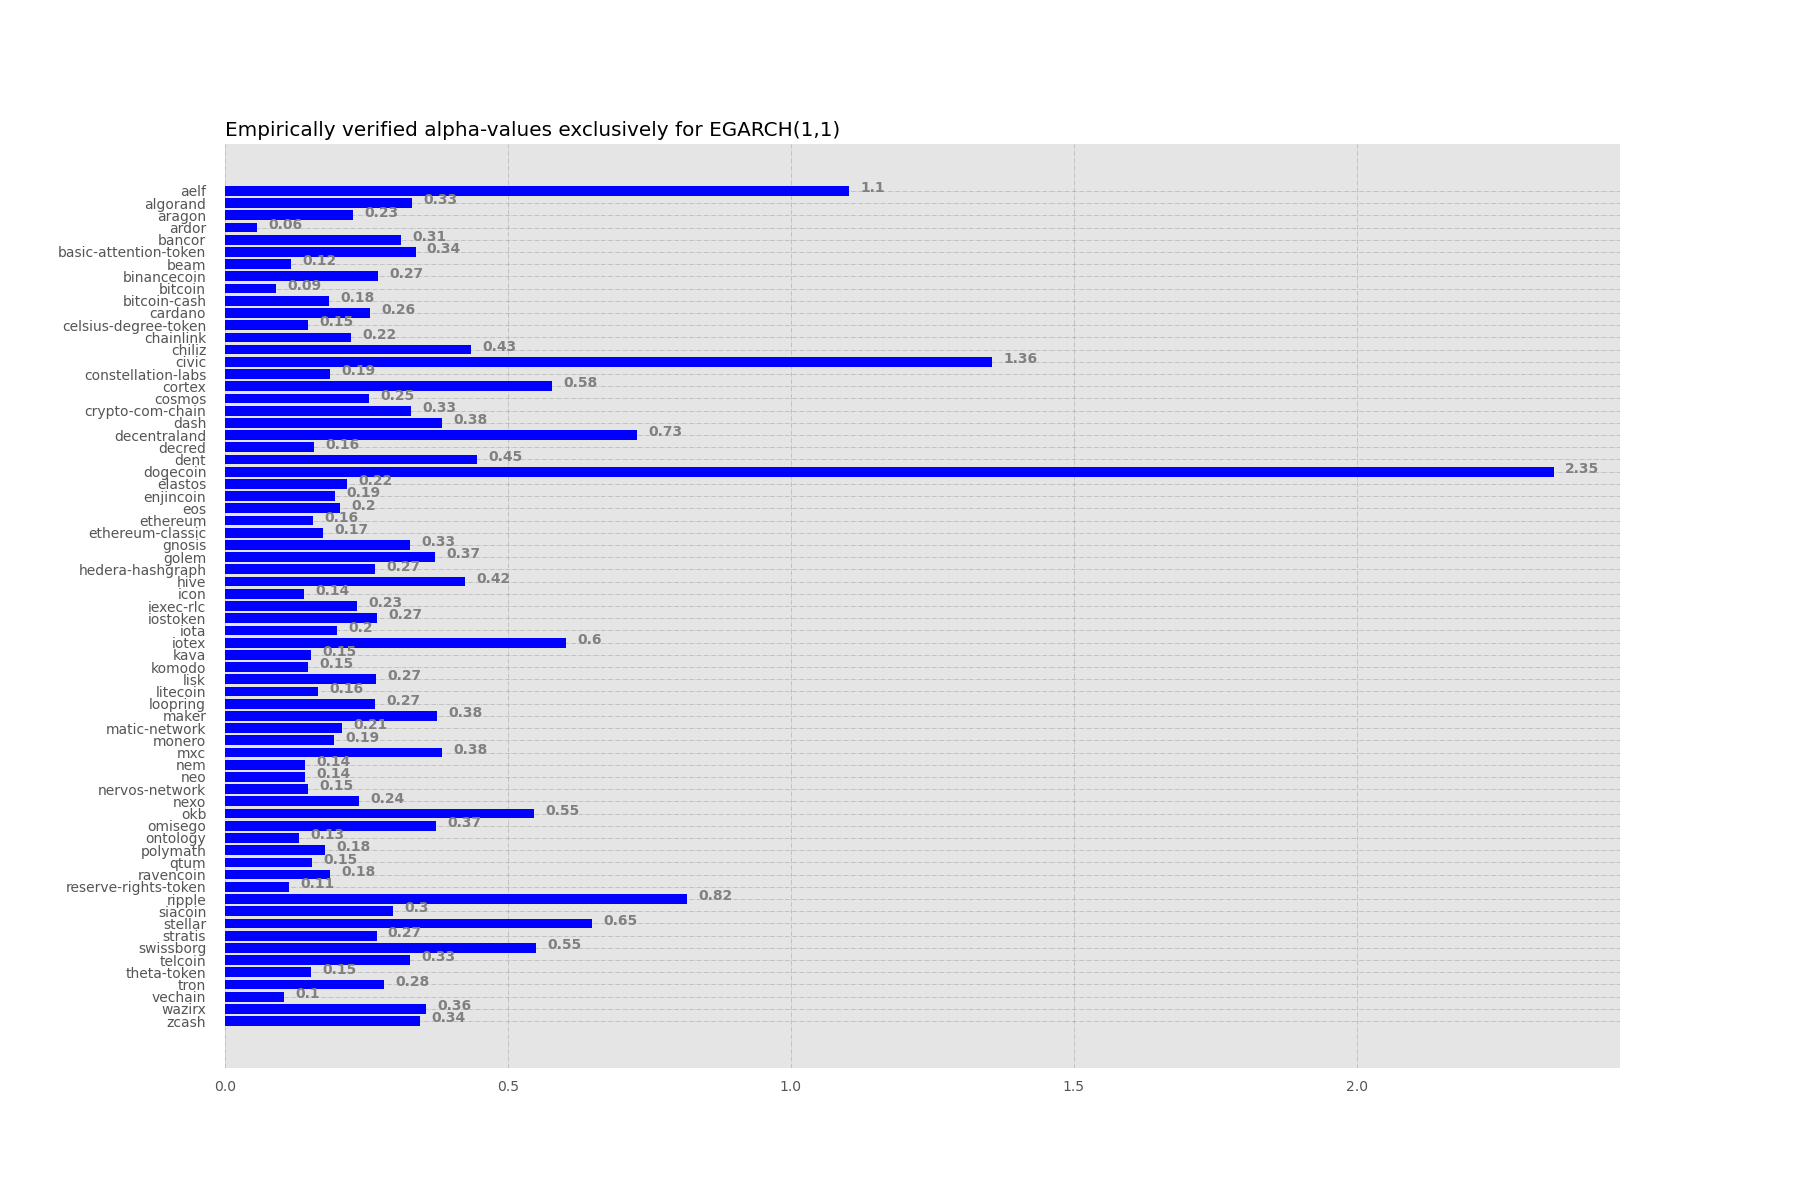 Empirically verified alpha-values exclusively for EGARCH(1,1)
aelf 1.1
algorand 0.33
aragon 0.23
ardor 0.06
bancor 0.31
basic-attention-token 0.34
beam 0.12
binancecoin 0.27
bitcoin 0.09
bitcoin-cash 0.18
cardano 0.26
celsius-degree-token 0.15
chainlink 0.22
chiliz 0.43
civic 1.36
constellation-labs 0.19
cortex 0.58
cosmos 0.25
crypto-com-chain 0.33
dash 0.38
decentraland 0.73
decred 0.16
dent 0.45
dogecoin 2.35
elastos 0.22
enjincoin 0.19
eos 0.2
ethereum 0.16
ethereum-classic 0.17
gnosis 0.33
golem 0.37
hedera-hashgraph 0.27
hive 0.42
icon 0.14
iexec-rlc 0.23
iostoken 0.27
iota 0.2
iotex 0.6
kava 0.15
komodo 0.15
lisk 0.27
litecoin 0.16
loopring 0.27
maker 0.38
matic-network 0.21
monero 0.19
mxc 0.38
nem 0.14
neo 0.14
nervos-network 0.15
nexo 0.24
okb 0.55
omisego 0.37
ontology 0.13
polymath 0.18
qtum 0.15
ravencoin 0.18
reserve-rights-token 0.11
ripple 0.82
siacoin 0.3
stellar 0.65
stratis 0.27
swissborg 0.55
telcoin 0.33
theta-token 0.15
tron 0.28
vechain 0.1
wazirx 0.36
zcash 0.34
0.0 0.5 1.0 1.5 2.0